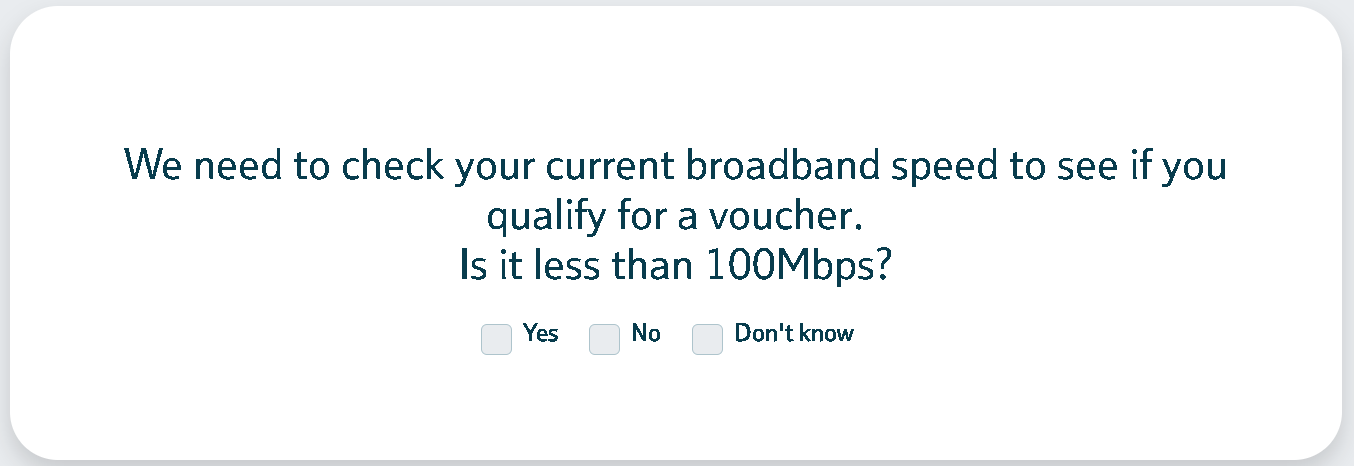 We need to check your current broadband speed to see if you
qualify for a voucher.
Is it less than 100Mbps?
Yes No Don't know